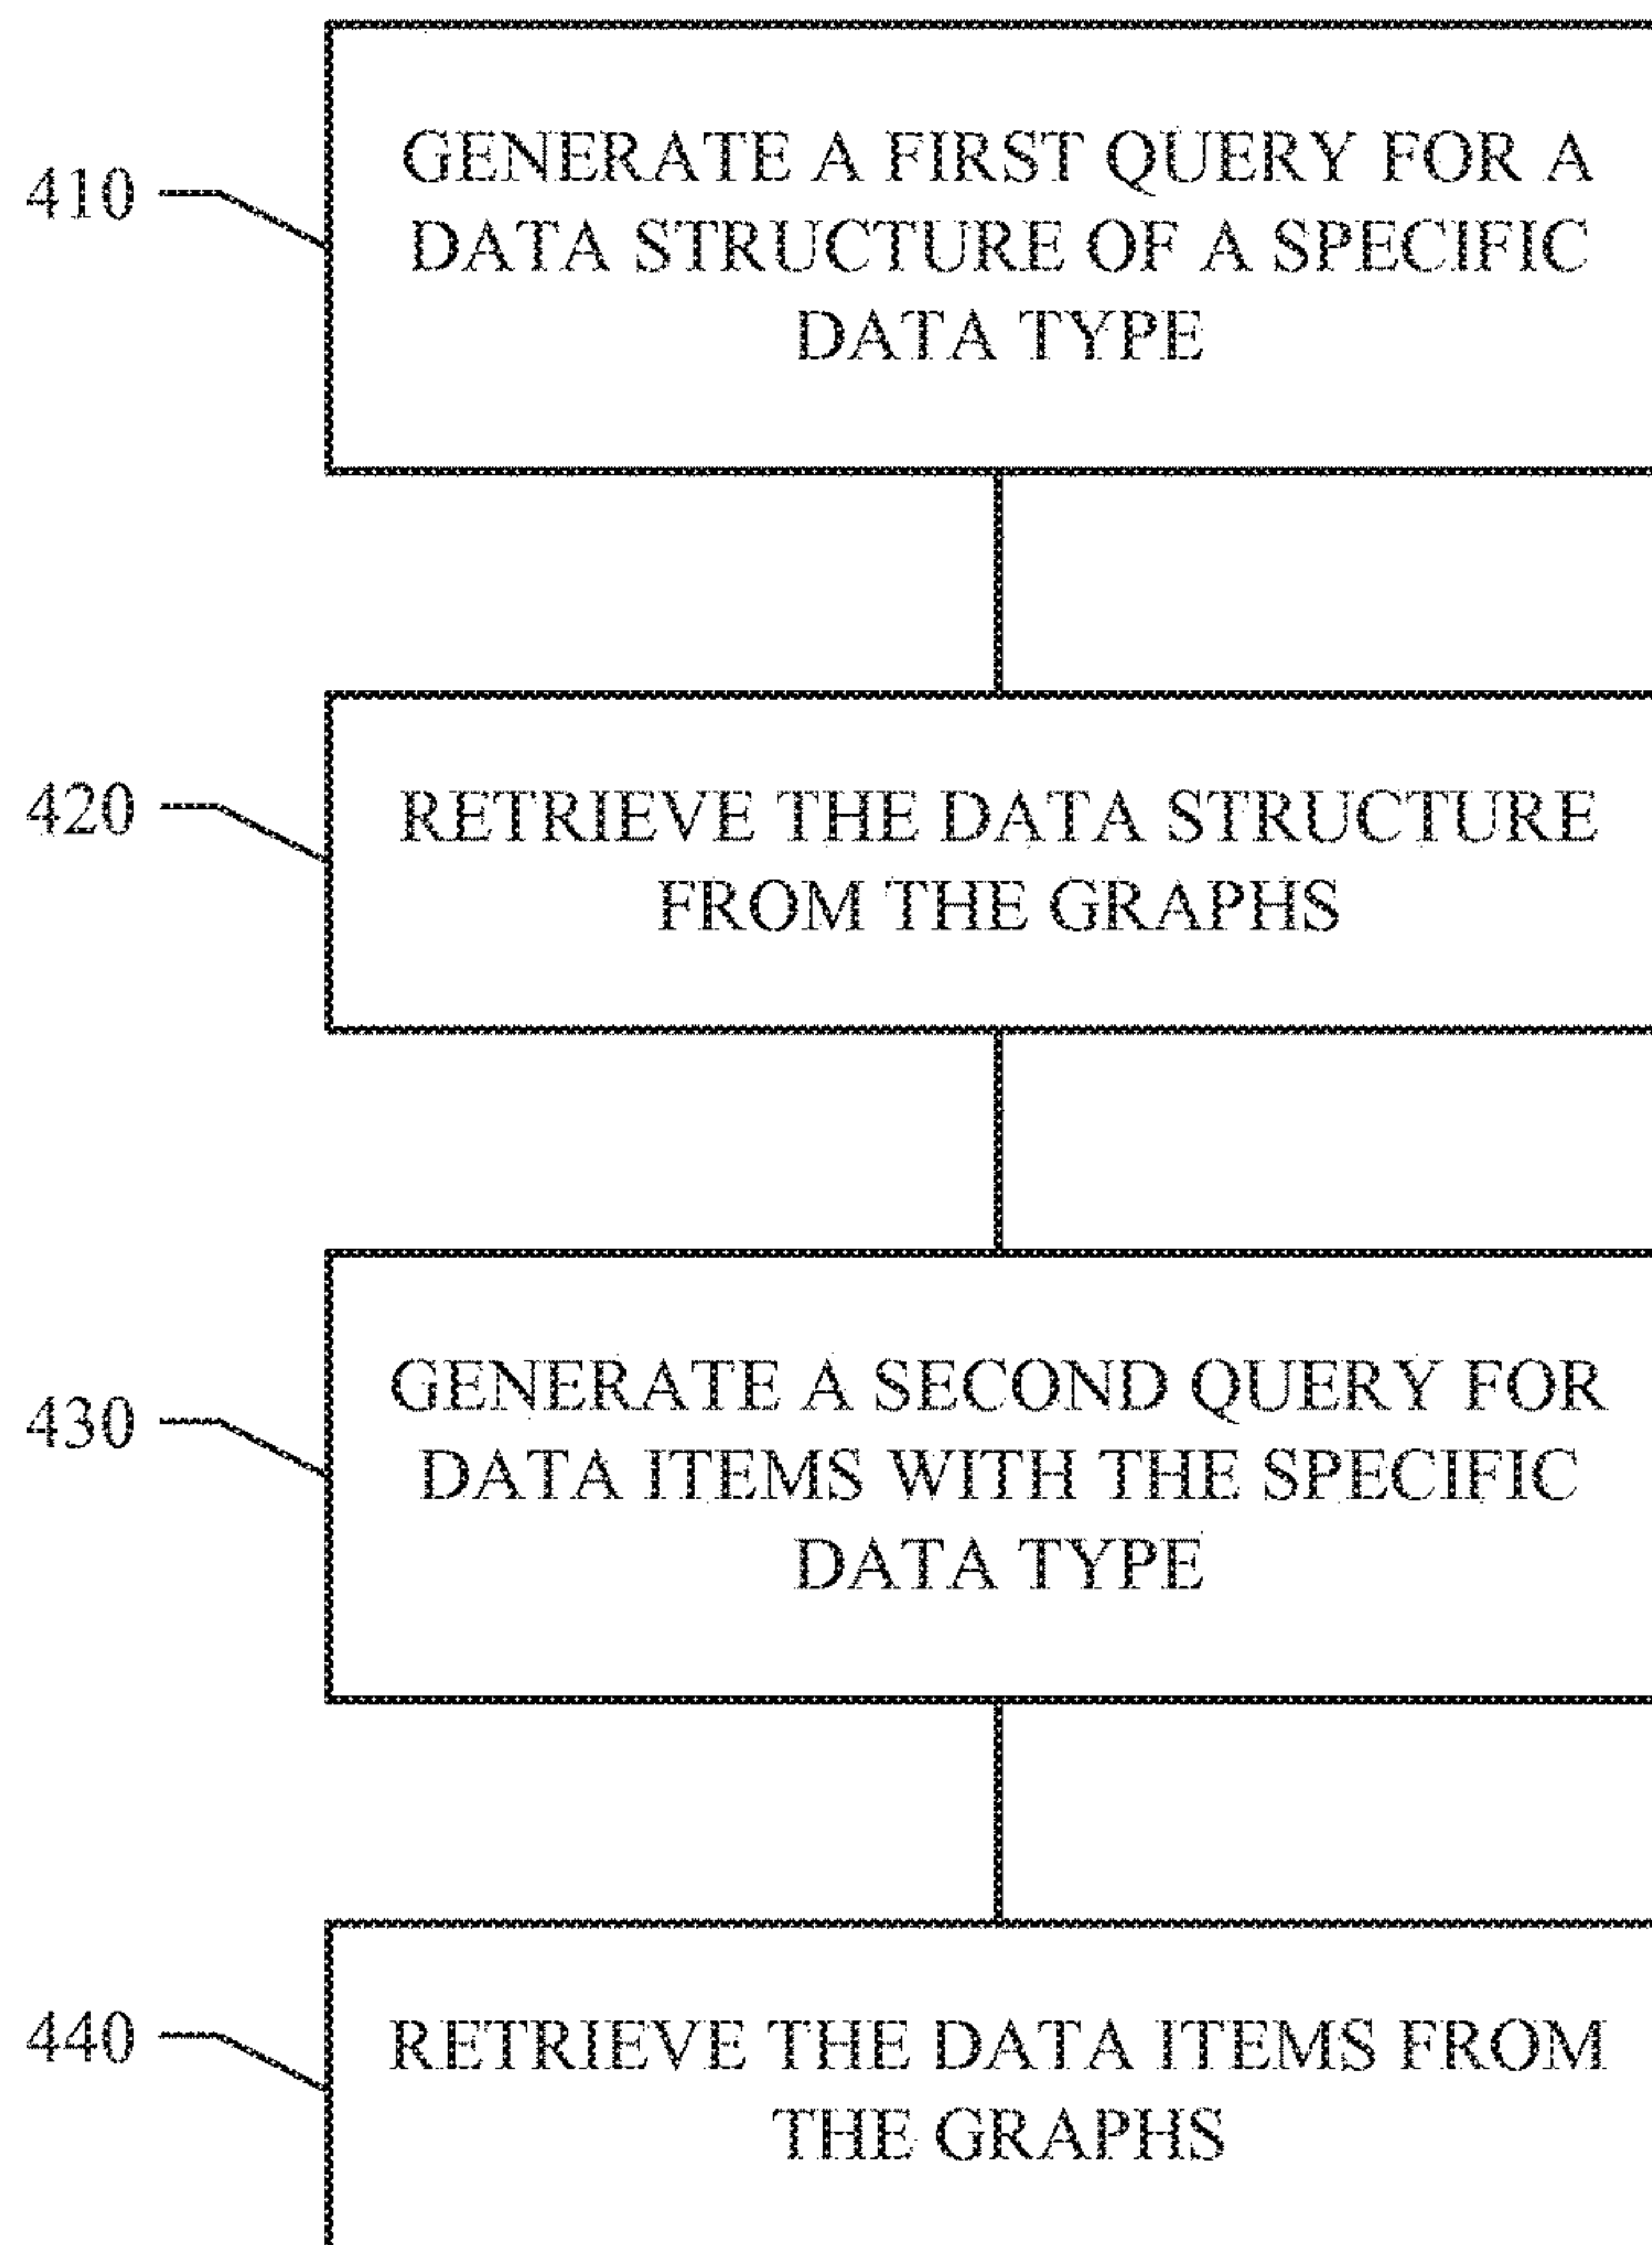 410
GENERATE A FIRST QUERY FOR A
DATA STRUCTURE OF A SPECIFIC
DATA TYPE
420
RETRIEVE THE DATA STRUCTURE
FROM THE GRAPHS
430
GENERATE A SECOND QUERY FOR
DATA ITEMS WITH THE SPECIFIC
DATA TYPE
440
RETRIEVE THE DATA ITEMS FROM
THE GRAPHS